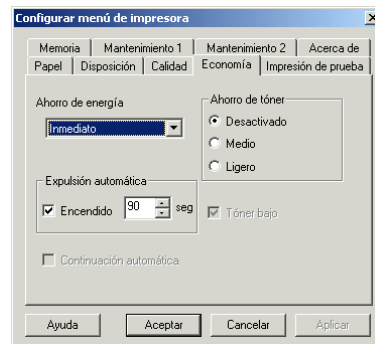 Configurar menú de impresora
Memoria Mantenimiento 1 Mantenimiento 2 Acerca de
Papel Disposición Calidad Economía Impresión de prueba
Ahorro de energía
Inmediato
Ahorro de tóner
Desactivado
Medio
Ligero
Expulsión automática
Encendido 90 seg
Tóner bajo
Continuación automática
Ayuda Aceptar Cancelar Aplicar